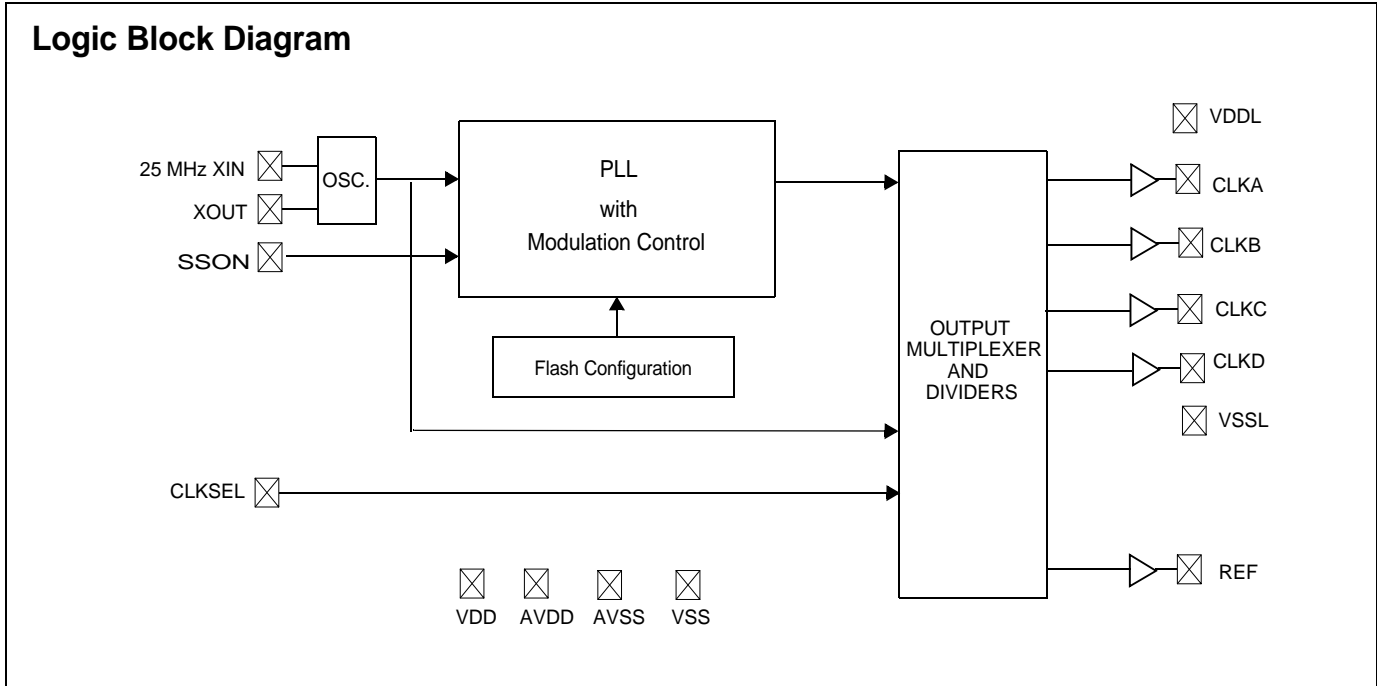 Logic Block Diagram
25 MHz XIN
XOUT
SSON
CLKSEL
OSC.
PLL
with
Modulation Control
Flash Configuration
OUTPUT
MULTIPLEXER
AND
DIVIDERS
VDDL
CLKA
CLKB
CLKC
CLKD
VSSL
REF
VDD
AVDD
AVSS
VSS